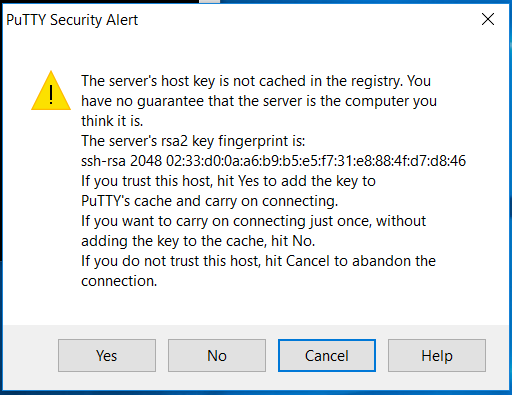 PuTTY Security Alert
The server's host key is not cached in the registry. You
have no guarantee that the server is the computer you
think it is.
The server's rsa2 key fingerprint is:
ssh-rsa 2048 02:33:d0:0a:a6:b9:b5:e5:f7:31:e8:88:4f:d7:d8:46
If you trust this host, hit Yes to add the key to
PuTTY's cache and carry on connecting.
If you want to carry on connecting just once, without
adding the key to the cache, hit No.
If you do not trust this host, hit Cancel to abandon the
connection.
Yes No Cancel Help